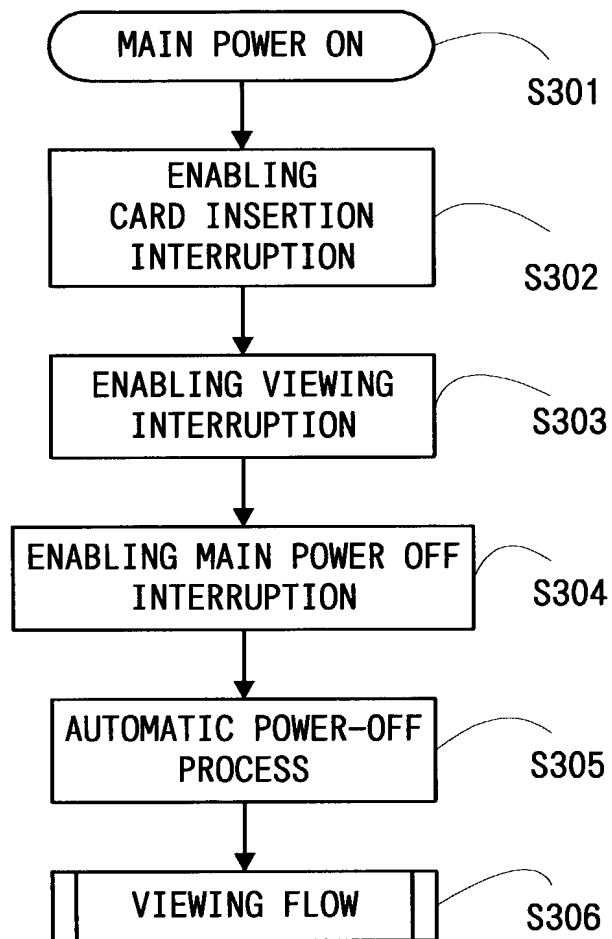 MAIN POWER ON
S301
ENABLING
CARD INSERTION
INTERRUPTION
S302
ENABLING VIEWING
INTERRUPTION
S303
ENABLING MAIN POWER OFF
INTERRUPTION
S304
AUTOMATIC POWER-OFF
PROCESS
S305
VIEWING FLOW
S306